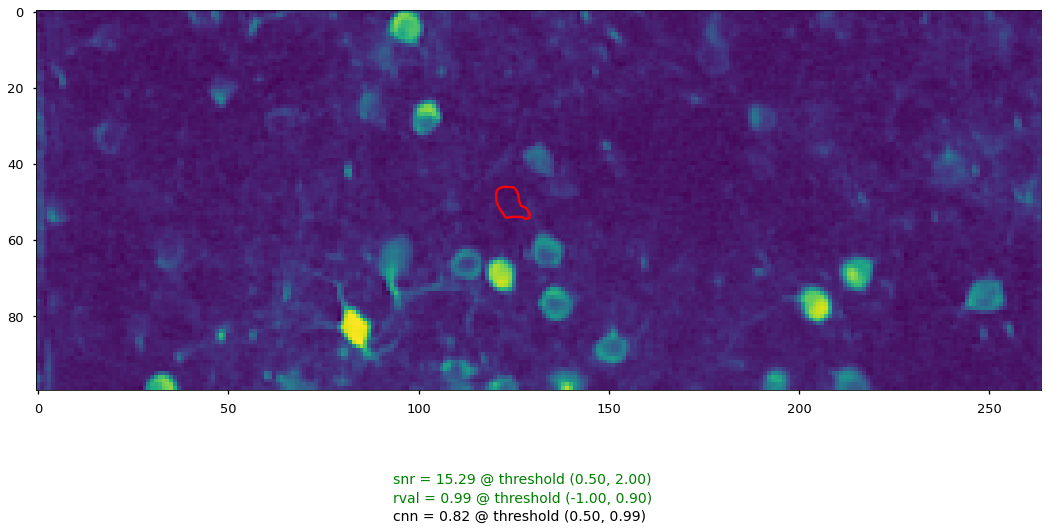 0
20
40
60
80
0 50 100 150 200 250
snr = 15.29 @ threshold (0.50, 2.00)
rval = 0.99 @ threshold (-1.00, 0.90)
cnn = 0.82 @ threshold (0.50, 0.99)